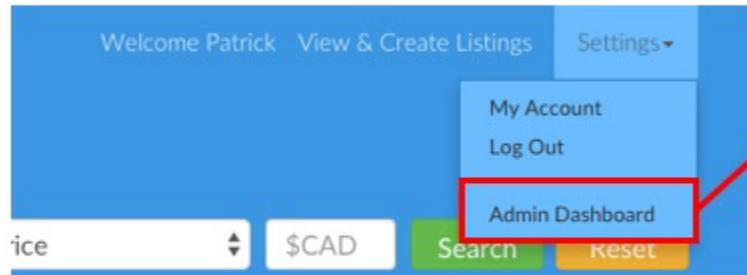 Welcome Patrick View & Create Listings Settings
My Account
Log Out
Admin Dashboard
$CAD Search Reset